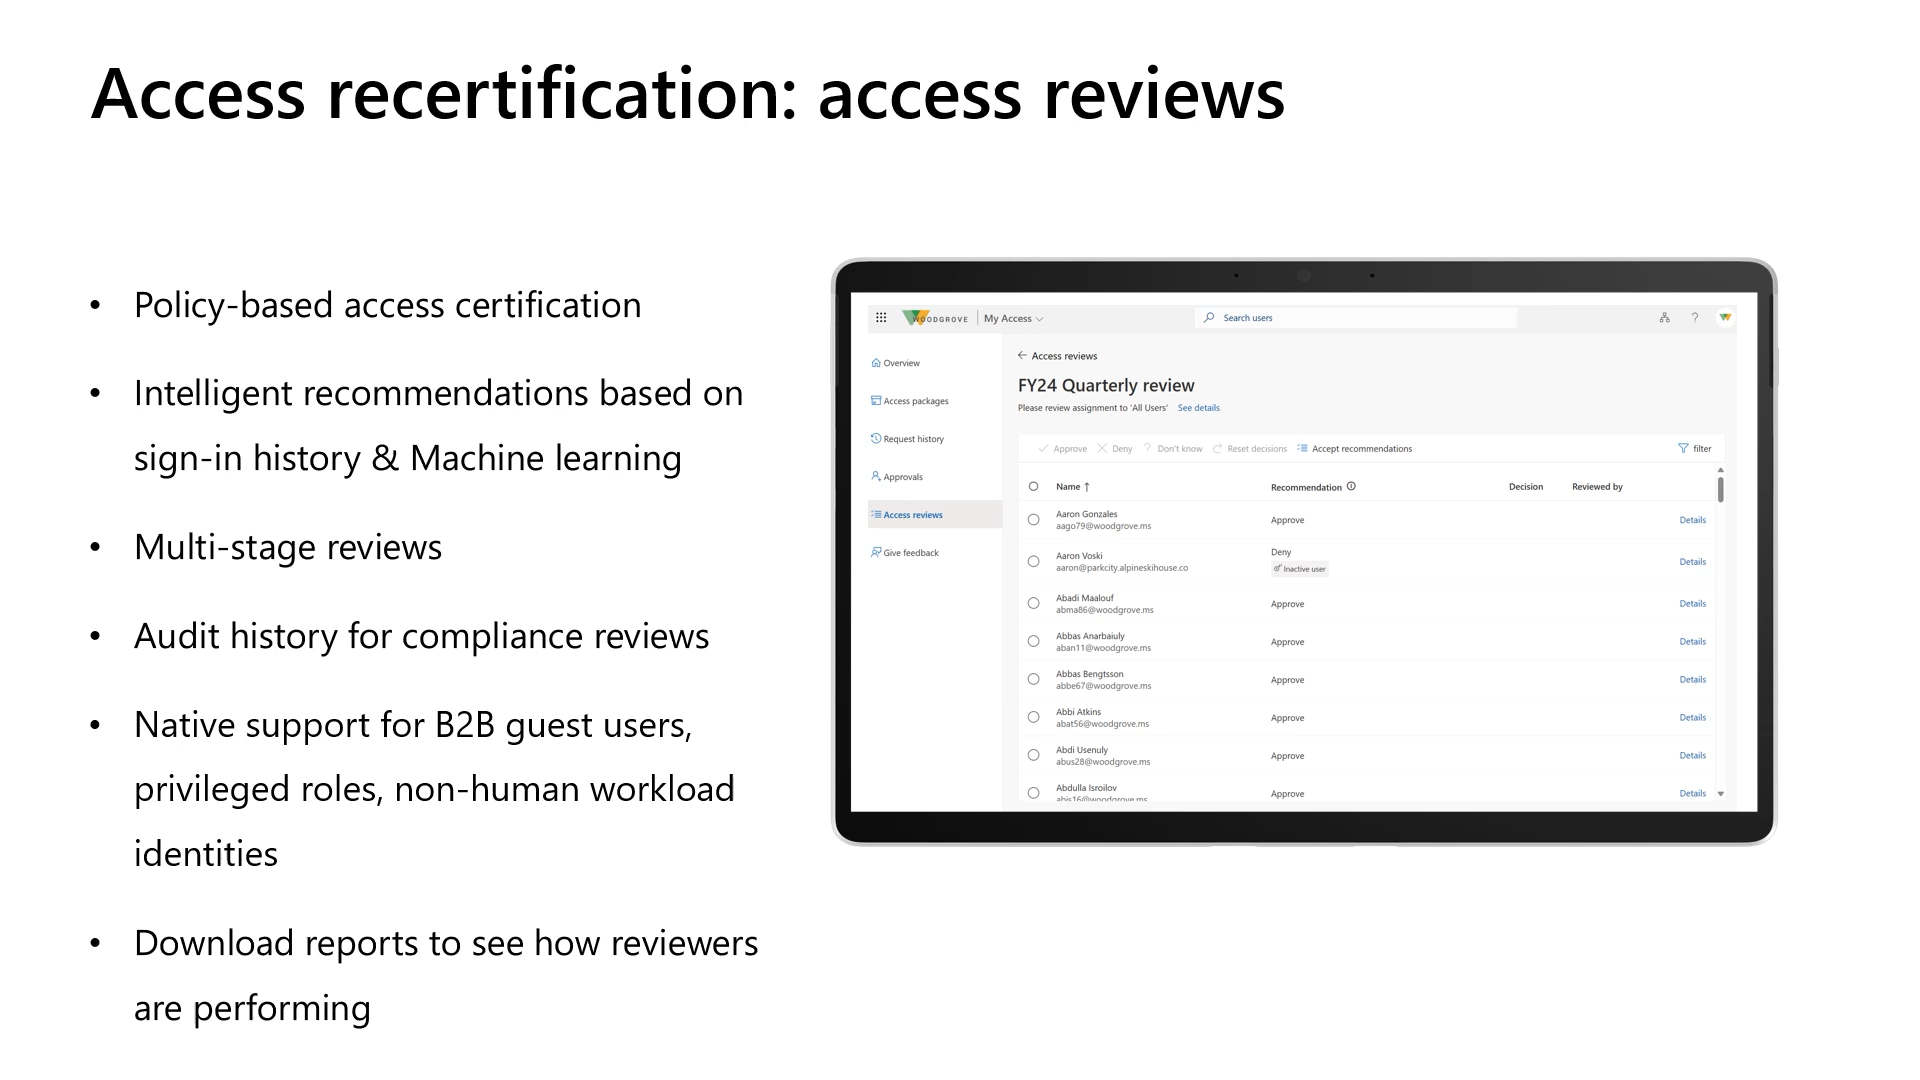 Access recertification: access reviews
• Policy-based access certification
• Intelligent recommendations based on
sign-in history & Machine learning
• Multi-stage reviews
• Audit history for compliance reviews
• Native support for B2B guest users,
privileged roles, non-human workload
identities
• Download reports to see how reviewers
are performing
WOODGROVE My Access Search users ?
Overview
Access packages
Request history
Approvals
Access reviews
Give feedback
Access reviews
FY24 Quarterly review
Please review assignment to 'All Users' See details
Approve Deny ? Don't know Reset decisions Accept recommendations filter
Name ↑ Recommendation Decision Reviewed by
Aaron Gonzales
aago79@woodgrove.ms
Approve Details
Aaron Voski
aaron@parkcity.alpineskihouse.co
Deny
Inactive user
Details
Abadi Maalouf
abma86@woodgrove.ms
Approve Details
Abbas Anarbaiuly
aban11@woodgrove.ms
Approve Details
Abbas Bengtsson
abbe67@woodgrove.ms
Approve Details
Abbi Atkins
abat56@woodgrove.ms
Approve Details
Abdi Usenuly
abus28@woodgrove.ms
Approve Details
Abdulla Isroilov
abis16@woodgrove.ms
Approve Details